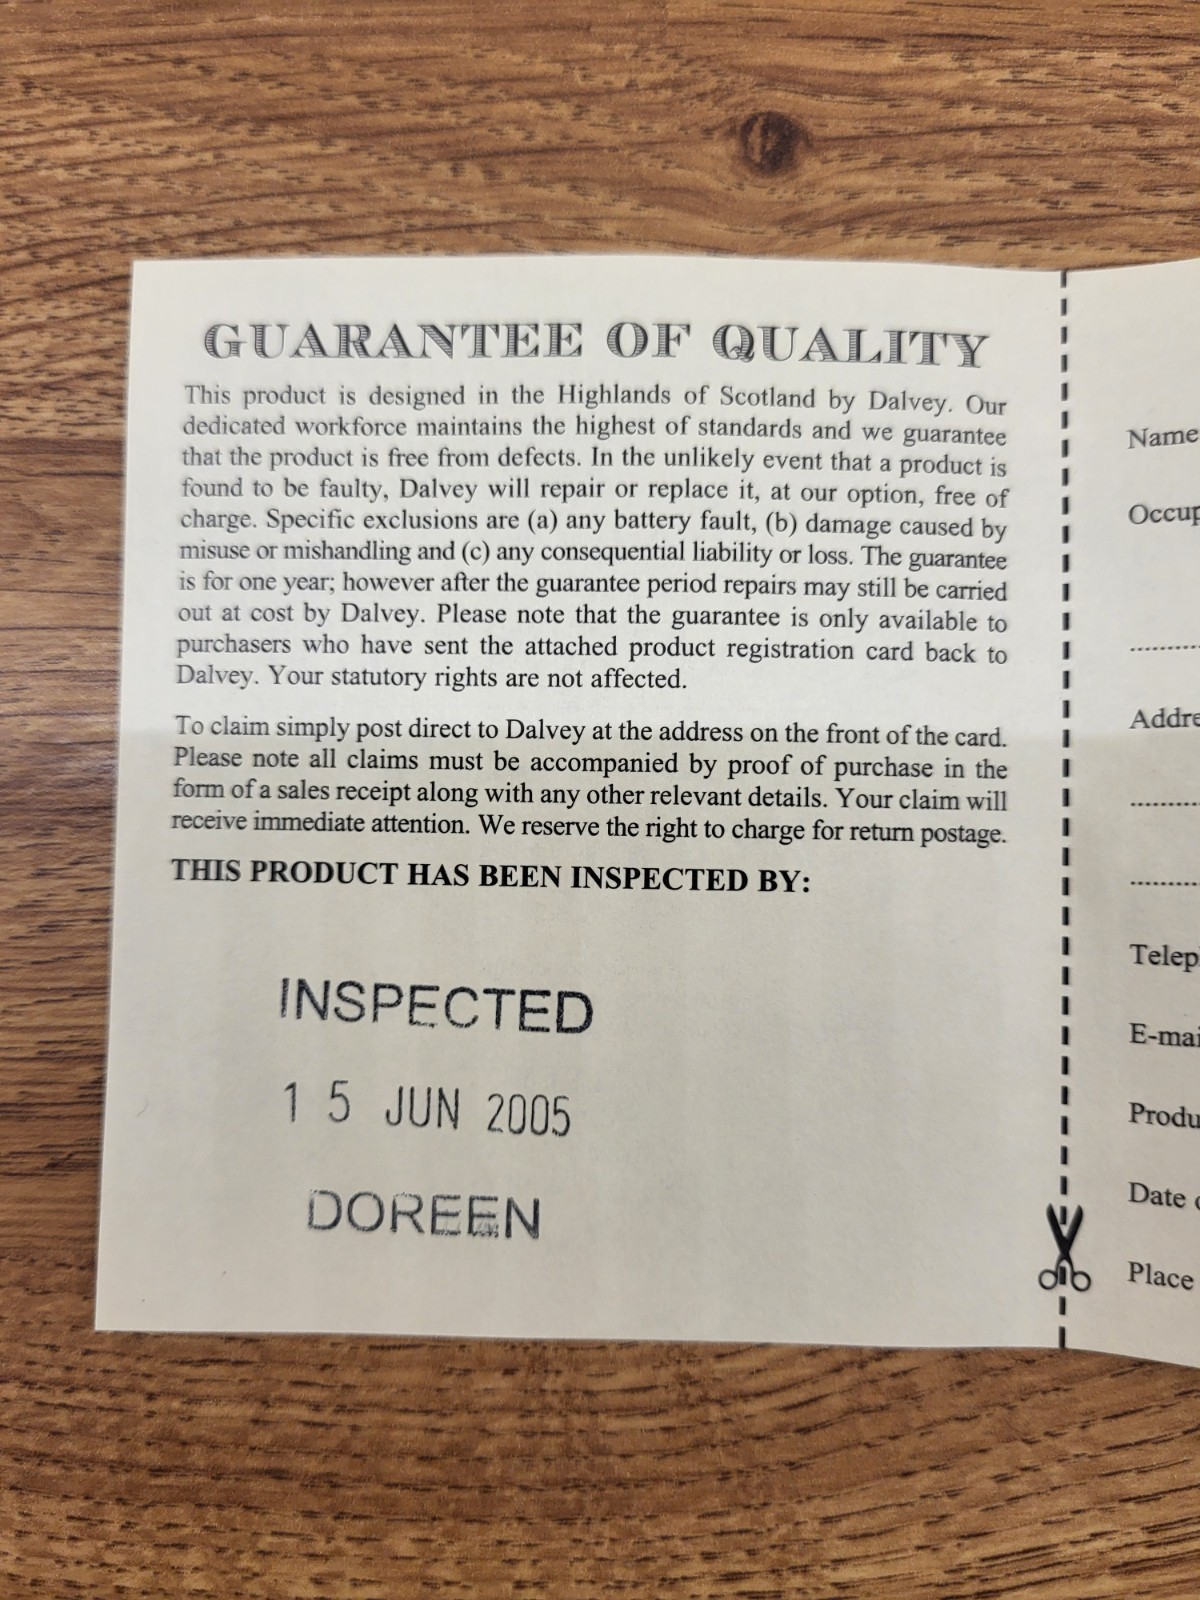 GUARANTEE OF QUALITY
This product is designed in the Highlands of Scotland by Dalvey. Our
dedicated workforce maintains the highest of standards and we guarantee
that the product is free from defects. In the unlikely event that a product is
found to be faulty, Dalvey will repair or replace it, at our option, free of
charge. Specific exclusions are (a) any battery fault, (b) damage caused by
misuse or mishandling and (c) any consequential liability or loss. The guarantee
is for one year; however after the guarantee period repairs may still be carried
out at cost by Dalvey. Please note that the guarantee is only available to
purchasers who have sent the attached product registration card back to
Dalvey. Your statutory rights are not affected.
To claim simply post direct to Dalvey at the address on the front of the card.
Please note all claims must be accompanied by proof of purchase in the
form of a sales receipt along with any other relevant details. Your claim will
receive immediate attention. We reserve the right to charge for return postage.
THIS PRODUCT HAS BEEN INSPECTED BY:
INSPECTED
15 JUN 2005
DOREEN
Name
Occup
Addre
Telep
E-mai
Produ
Date
Place